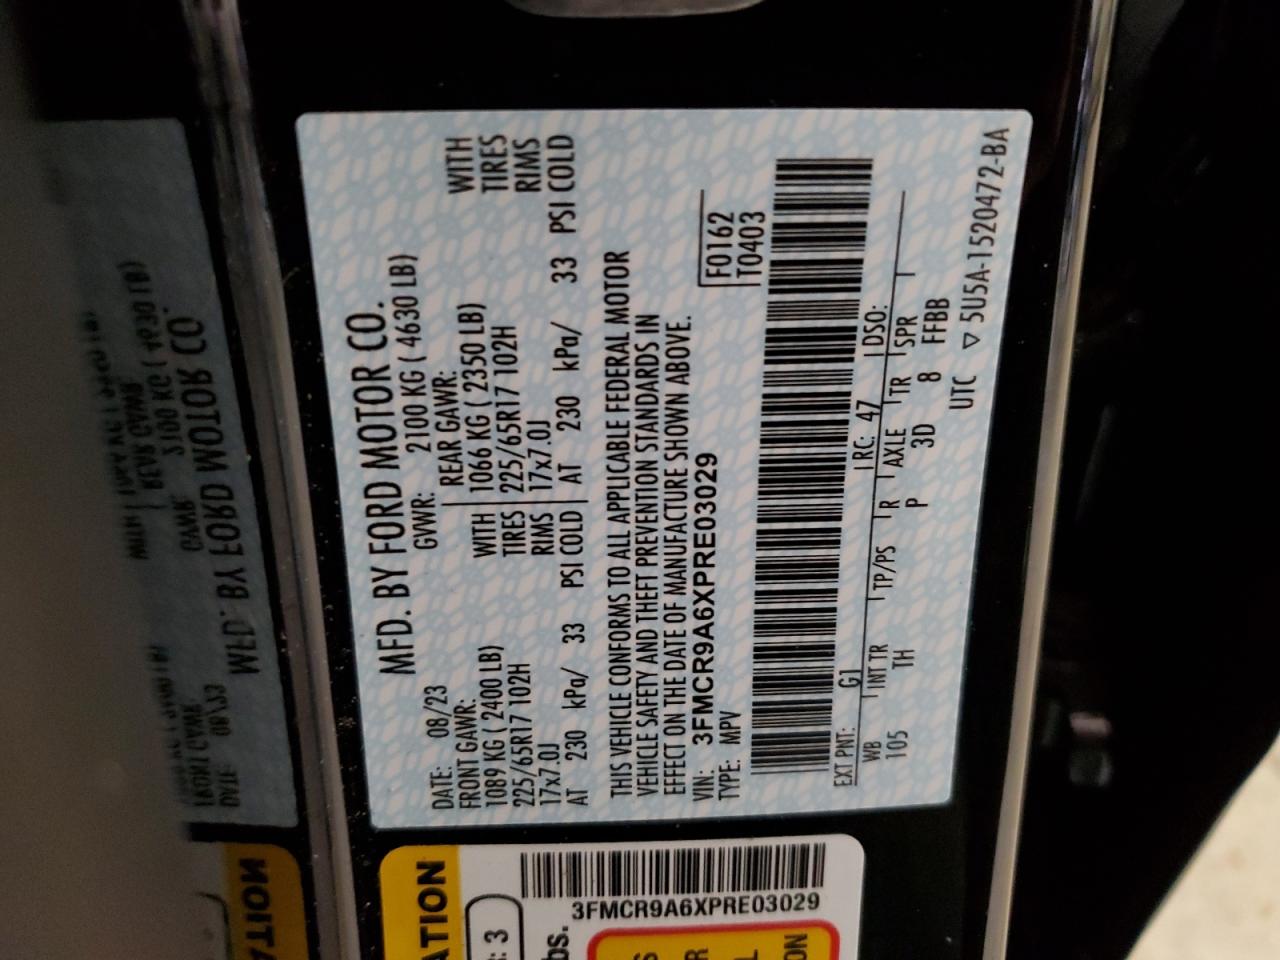 MFD. BY FORD MOTOR CO.
DATE: 08/23 GVWR: 2100 KG ( 4630 LB)
FRONT GAWR: REAR GAWR:
1089 KG ( 2400 LB) WITH 1066 KG ( 2350 LB) WITH
225/65R17 102H TIRES 225/65R17 102H TIRES
17x7.0J RIMS 17x7.0J RIMS
AT 230 kPa/ 33 PSI COLD AT 230 kPa/ 33 PSI COLD
THIS VEHICLE CONFORMS TO ALL APPLICABLE FEDERAL MOTOR
VEHICLE SAFETY AND THEFT PREVENTION STANDARDS IN
EFFECT ON THE DATE OF MANUFACTURE SHOWN ABOVE.
VIN: 3FMCR9A6XPRE03029 F0162
TYPE: MPV T0403
EXT PNT: G1 RC: 47 DSO:
WB INT TR TP/PS R AXLE TR SPR
105 TH P 3D 8 FFBB
UTC ▽ 5U5A-1520472-BA
ATION
: 3
3FMCR9A6XPRE03029
bs.